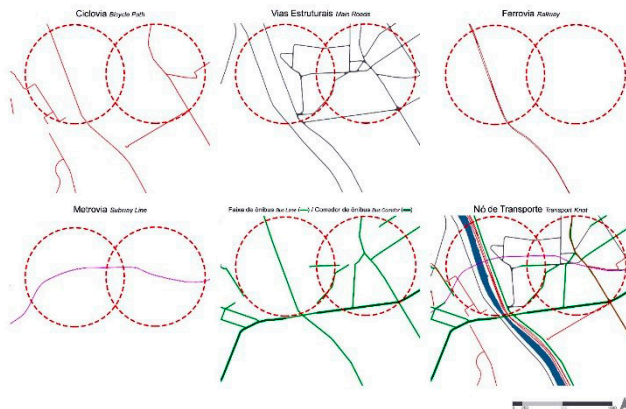 Ciclovia Bicycle Path
Vias Estruturais Main Roads
Ferrovia Railway
Metrovia Subway Line
Faixa de ônibus Bus Lane (—) / Corredor de ônibus Bus Corridor (—)
Nó de Transporte Transport Knot